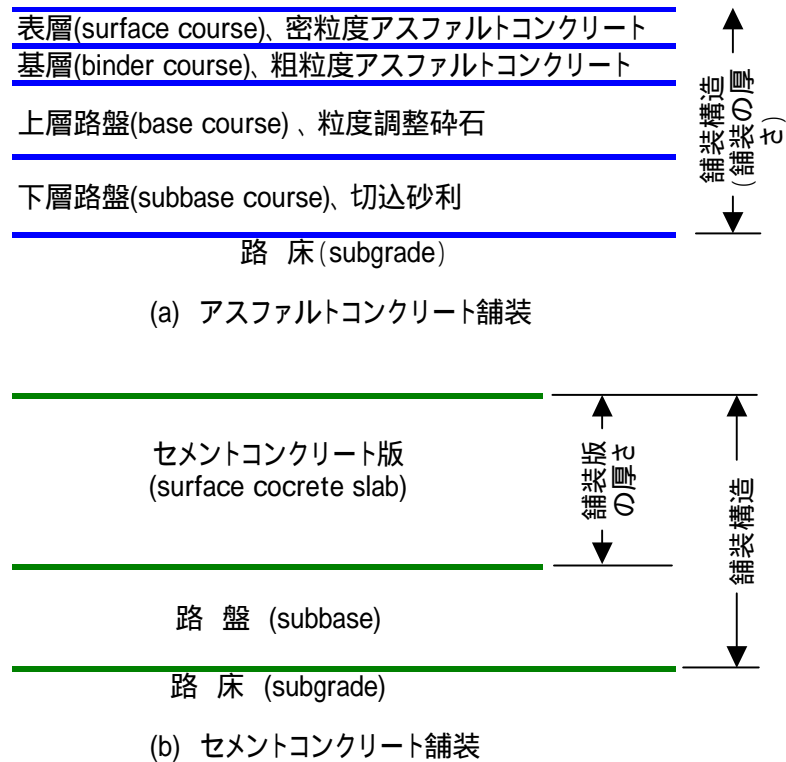 表層(surface course)、密粒度アスファルトコンクリート
基層(binder course)、粗粒度アスファルトコンクリート
上層路盤(base course) 、粒度調整砕石
下層路盤(subbase course)、切込砂利
路 床(subgrade)
舗装構造
(舗装の厚
さ)
(a) アスファルトコンクリート舗装
セメントコンクリート版
(surface cocrete slab)
舗装版
の厚さ
舗装構造
路 盤 (subbase)
路 床 (subgrade)
(b) セメントコンクリート舗装